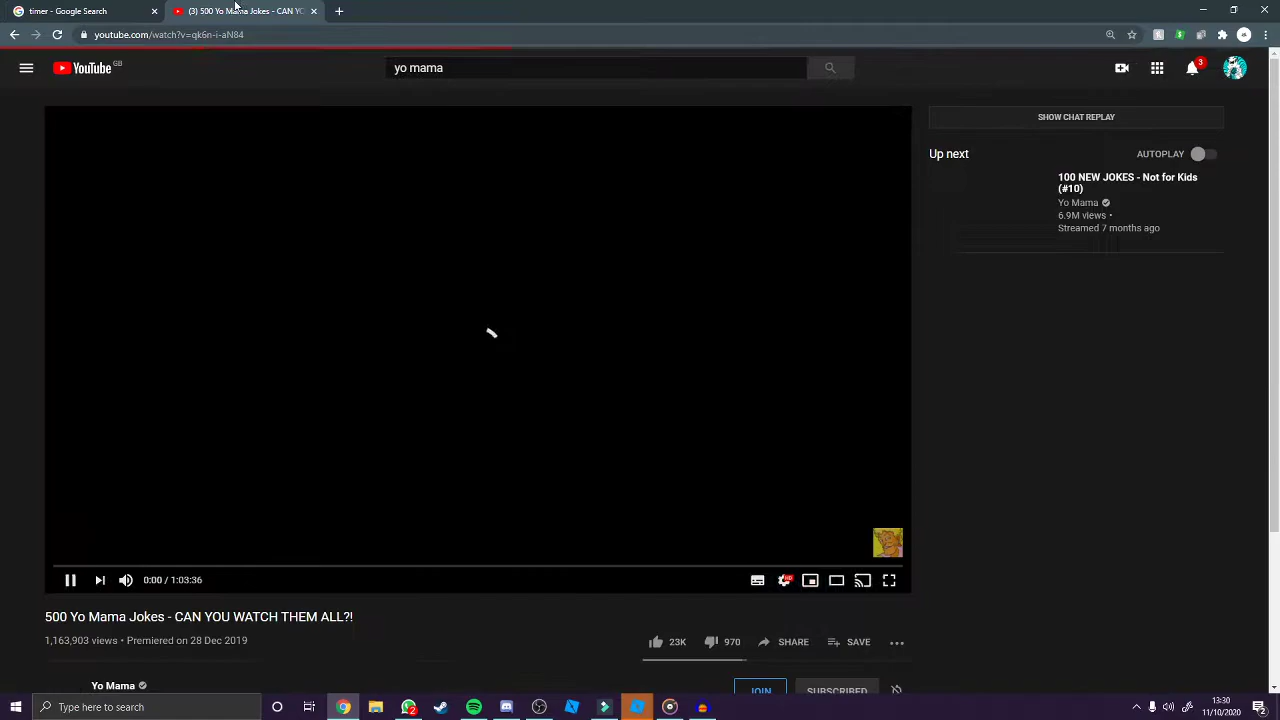 timer - Google Search
(3) 500 Yo Mama Jokes - CAN YO
youtube.com/watch?v=qk6n-i-aN84
YouTube GB
yo mama
3
SHOW CHAT REPLAY
Up next
AUTOPLAY
100 NEW JOKES - Not for Kids
(#10)
Yo Mama
6.9M views •
Streamed 7 months ago
0:00 / 1:03:36
HD
500 Yo Mama Jokes - CAN YOU WATCH THEM ALL?!
1,163,903 views • Premiered on 28 Dec 2019
23K
970
SHARE
SAVE
Yo Mama
JOIN
SUBSCRIBED
Type here to search
2
13:30
11/10/2020
2